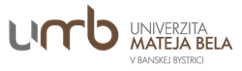 umb
UNIVERZITA
MATEJA BELA
V BANSKEJ BYSTRICI